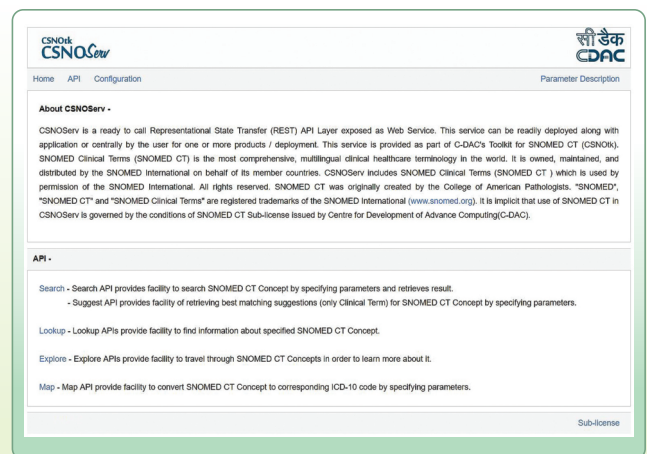 CSNOtk
CSNOServ
सी डैक
CDAC
Home API Configuration Parameter Description
About CSNOServ -
CSNOServ is a ready to call Representational State Transfer (REST) API Layer exposed as Web Service. This service can be readily deployed along with
application or centrally by the user for one or more products / deployment. This service is provided as part of C-DAC's Toolkit for SNOMED CT (CSNOtk).
SNOMED Clinical Terms (SNOMED CT) is the most comprehensive, multilingual clinical healthcare terminology in the world. It is owned, maintained, and
distributed by the SNOMED International on behalf of its member countries. CSNOServ includes SNOMED Clinical Terms (SNOMED CT ) which is used by
permission of the SNOMED International. All rights reserved. SNOMED CT was originally created by the College of American Pathologists. "SNOMED",
"SNOMED CT" and "SNOMED Clinical Terms" are registered trademarks of the SNOMED International (www.snomed.org). It is implicit that use of SNOMED CT in
CSNOServ is governed by the conditions of SNOMED CT Sub-license issued by Centre for Development of Advance Computing(C-DAC).
API -
Search - Search API provides facility to search SNOMED CT Concept by specifying parameters and retrieves result.
- Suggest API provides facility of retrieving best matching suggestions (only Clinical Term) for SNOMED CT Concept by specifying parameters.
Lookup - Lookup APIs provide facility to find information about specified SNOMED CT Concept.
Explore - Explore APIs provide facility to travel through SNOMED CT Concepts in order to learn more about it.
Map - Map API provide facility to convert SNOMED CT Concept to corresponding ICD-10 code by specifying parameters.
Sub-license